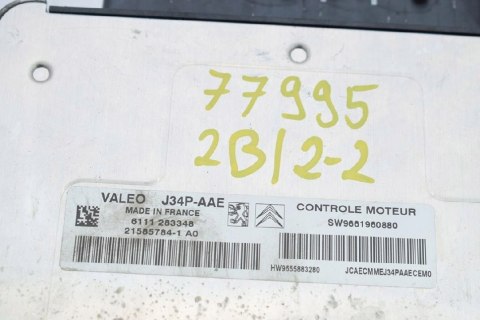 77995
2B/2-2
VALEO J34P-AAE
MADE IN FRANCE
6111 283348
21585784-1 A0
CONTROLE MOTEUR
SW9661960880
HW9655883280
JCAECMMEJ34PAAECEM0